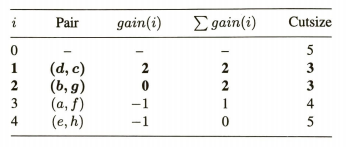 i Pair gain(i) ∑ gain(i) Cutsize
0 – – – 5
1 (d, c) 2 2 3
2 (b, g) 0 2 3
3 (a, f) −1 1 4
4 (e, h) −1 0 5